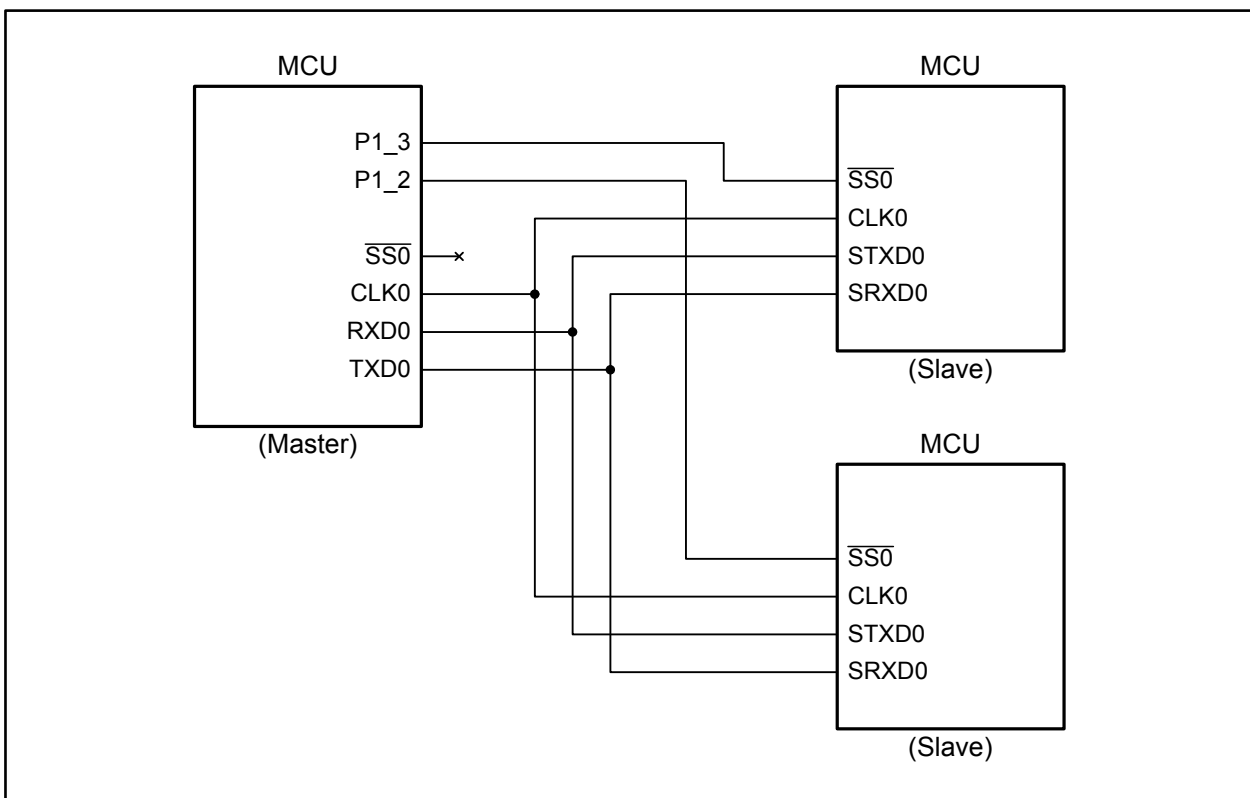 MCU
P1_3
P1_2
SS0
CLK0
RXD0
TXD0
(Master)
MCU
SS0
CLK0
STXD0
SRXD0
(Slave)
MCU
SS0
CLK0
STXD0
SRXD0
(Slave)